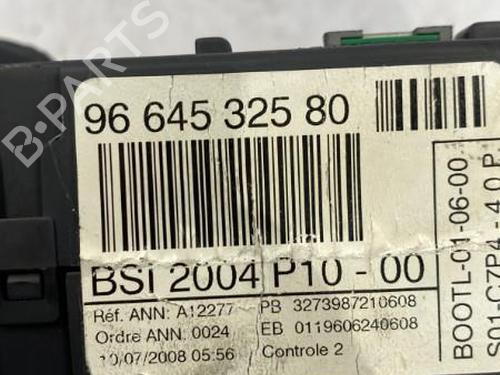 96 645 325 80
BSI 2004 P10 - 00
Réf. ANN: A12277 PB 3273987210608
Ordre ANN: 0024 EB 0119606240608
10/07/2008 05:56 Controle 2
BOOTL-01-06-00
B-PARTS